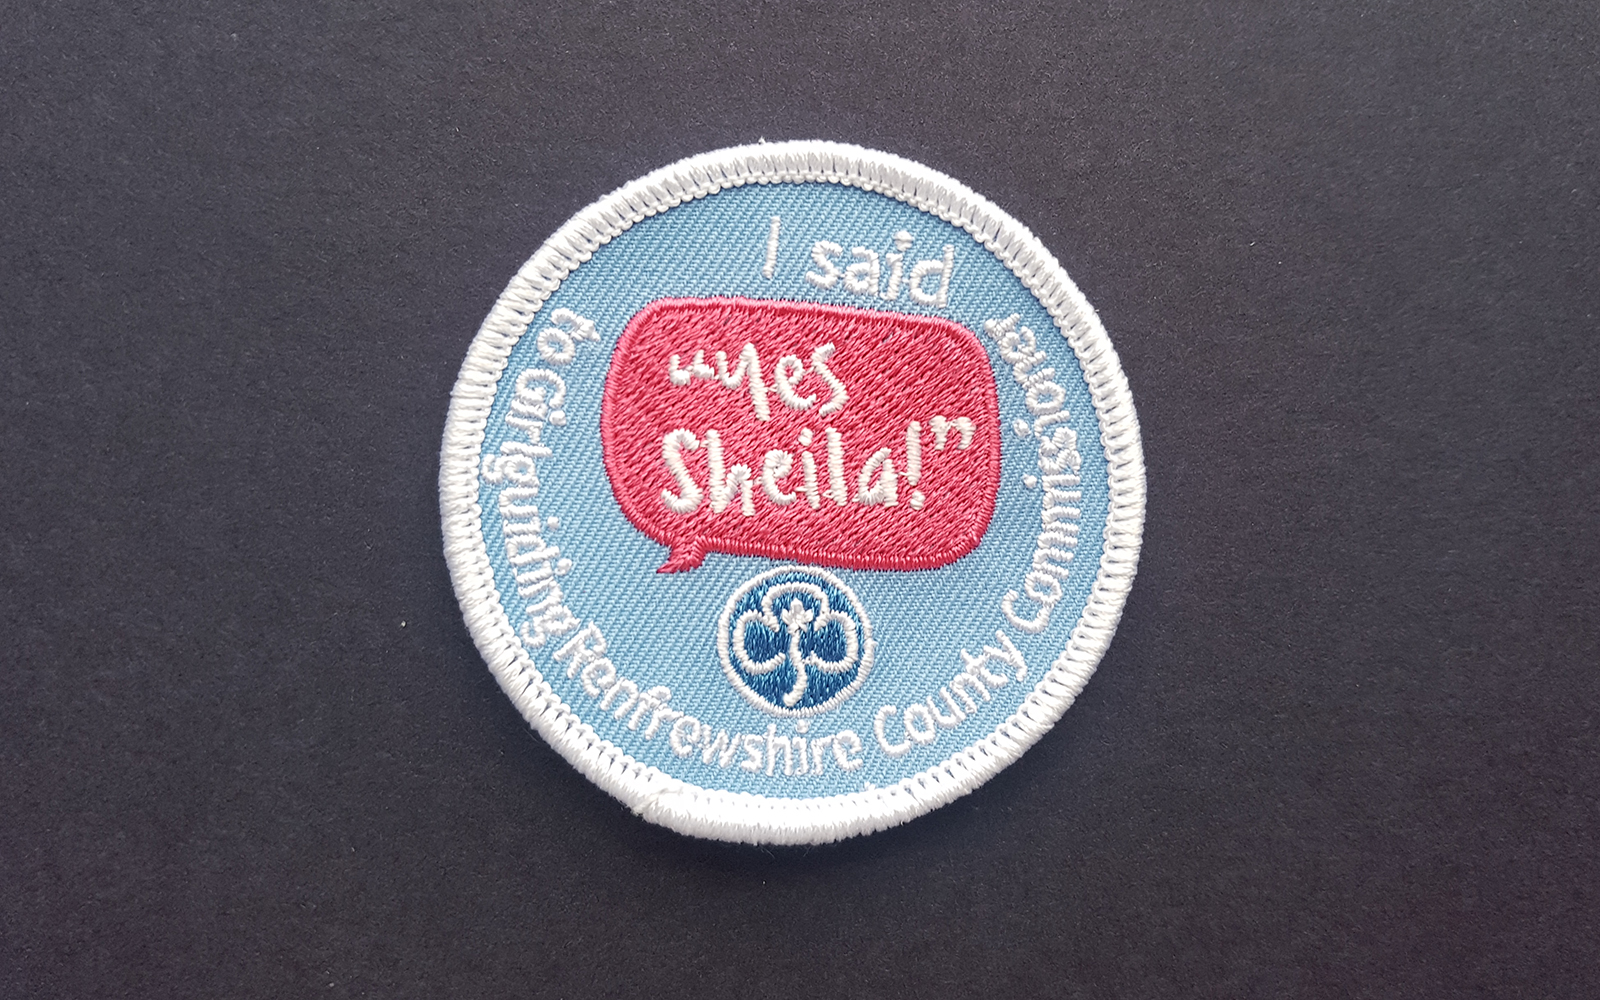 I said
“Yes
Sheila!”
to Girlguiding Renfrewshire County Commissioner